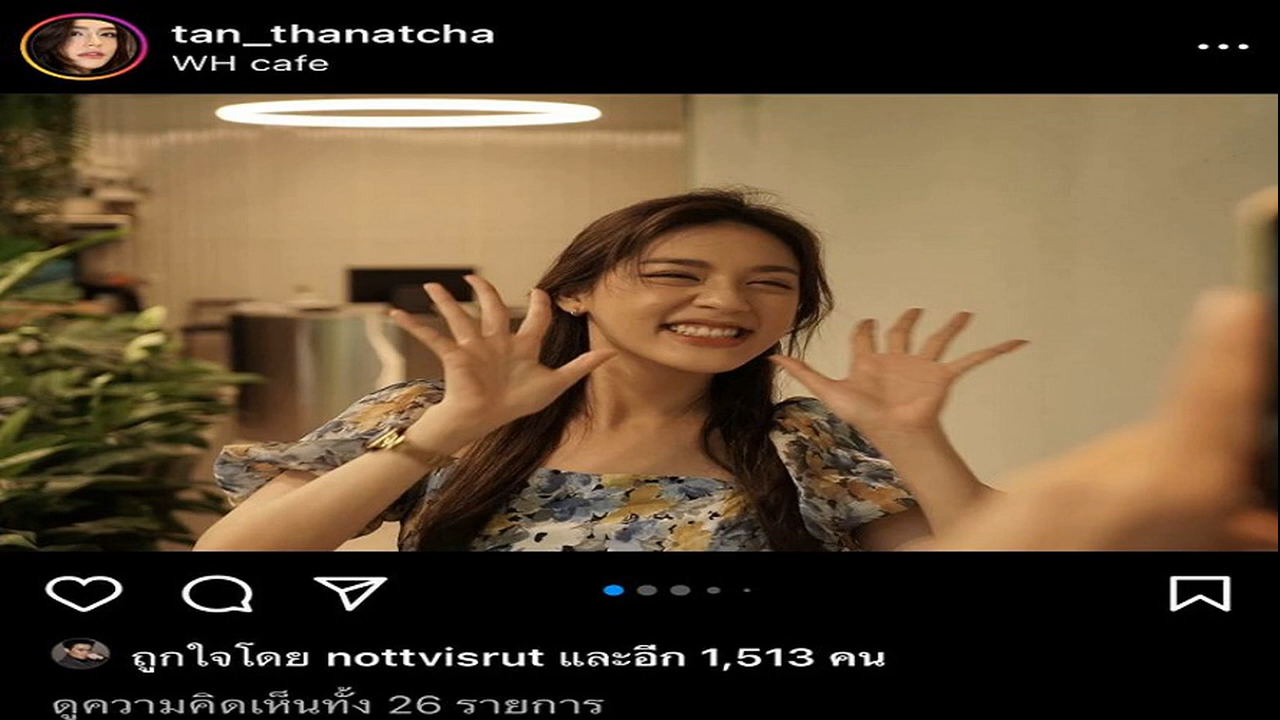 tan_thanatcha
WH cafe
ถูกใจโดย nottvisrut และอีก 1,513 คน
ดูความคิดเห็นทั้ง 26 รายการ